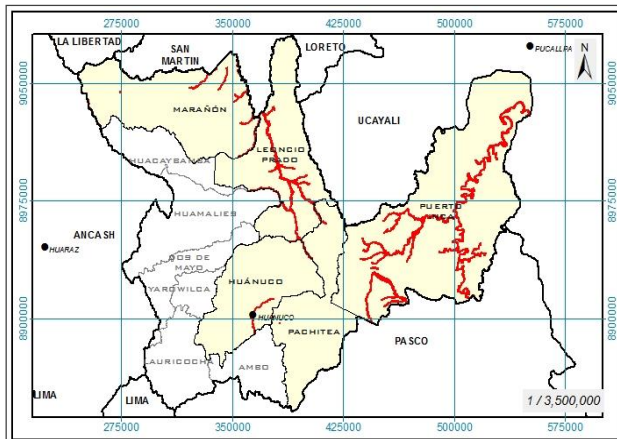 275000 350000 425000 500000 575000
LA LIBERTAD
SAN
MARTIN
LORETO
PUCALLPA
N
9050000
9050000
MARAÑÓN
UCAYALI
LEONCIO
PRADO
HUACAYBAMBA
8975000
8975000
HUAMALIES
PUERTO
INCA
ANCASH
HUARAZ
DOS DE
MAYO
YAROWILCA
HUÁNUCO
HUÁNUCO
8900000
8900000
PACHITEA
PASCO
LAURICOCHA
AMBO
LIMA
LIMA
1 / 3,500,000
275000 350000 425000 500000 575000